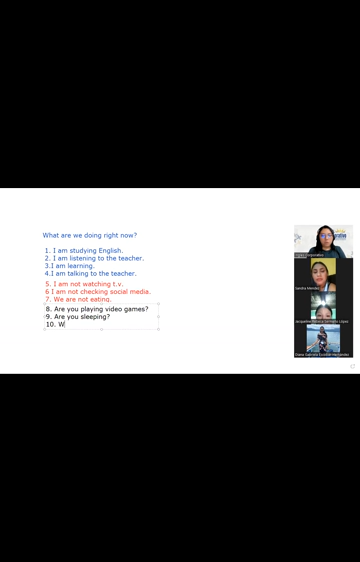 What are we doing right now?
1. I am studying English.
2. I am listening to the teacher.
3.I am learning.
4.I am talking to the teacher.
5. I am not watching t.v.
6.I am not checking social media.
7. We are not eating.
8. Are you playing video games?
9. Are you sleeping?
10. W
Sandra Mendez